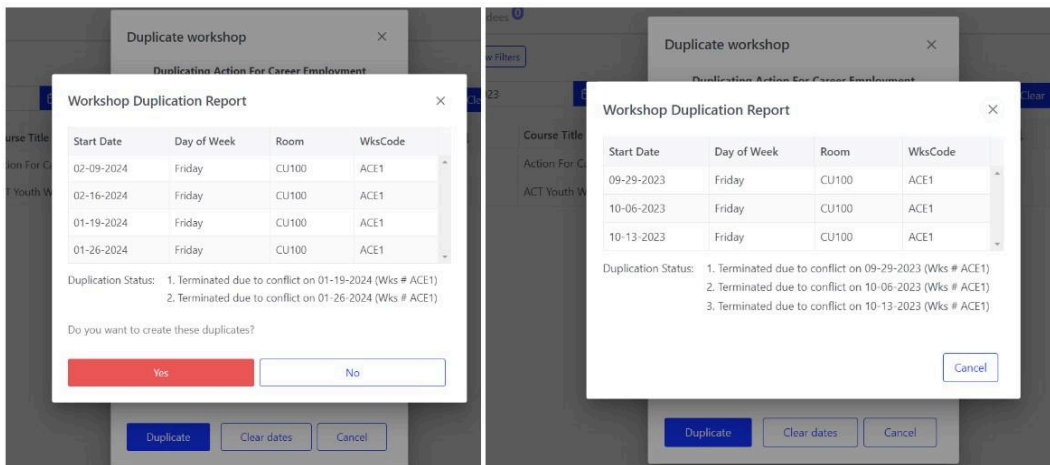 Duplicate workshop
Duplicating Action For Career Employment
Workshop Duplication Report
Start Date Day of Week Room WksCode
02-09-2024 Friday CU100 ACE1
02-16-2024 Friday CU100 ACE1
01-19-2024 Friday CU100 ACE1
01-26-2024 Friday CU100 ACE1
Duplication Status: 1. Terminated due to conflict on 01-19-2024 (Wks # ACE1)
2. Terminated due to conflict on 01-26-2024 (Wks # ACE1)
Do you want to create these duplicates?
Yes No
Duplicate Clear dates Cancel
0
Filters
Duplicate workshop
Duplicating Action For Career Employment
Clear
Course Title
Action For
ACT Youth
Workshop Duplication Report
Start Date Day of Week Room WksCode
09-29-2023 Friday CU100 ACE1
10-06-2023 Friday CU100 ACE1
10-13-2023 Friday CU100 ACE1
Duplication Status: 1. Terminated due to conflict on 09-29-2023 (Wks # ACE1)
2. Terminated due to conflict on 10-06-2023 (Wks # ACE1)
3. Terminated due to conflict on 10-13-2023 (Wks # ACE1)
Cancel
Duplicate Clear dates Cancel